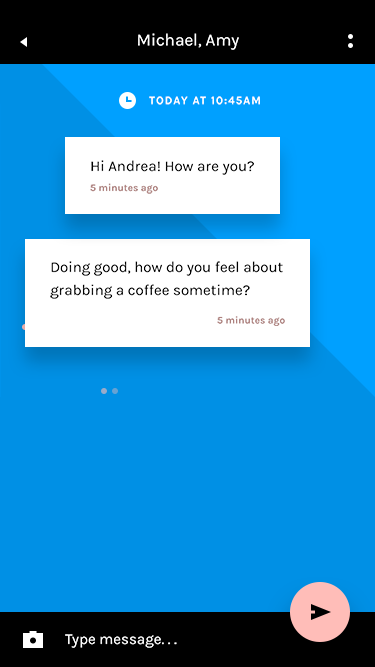 Michael, Amy
TODAY AT 10:45AM
Hi Andrea! How are you?
5 minutes ago
Doing good, how do you feel about
grabbing a coffee sometime?
5 minutes ago
Type message...